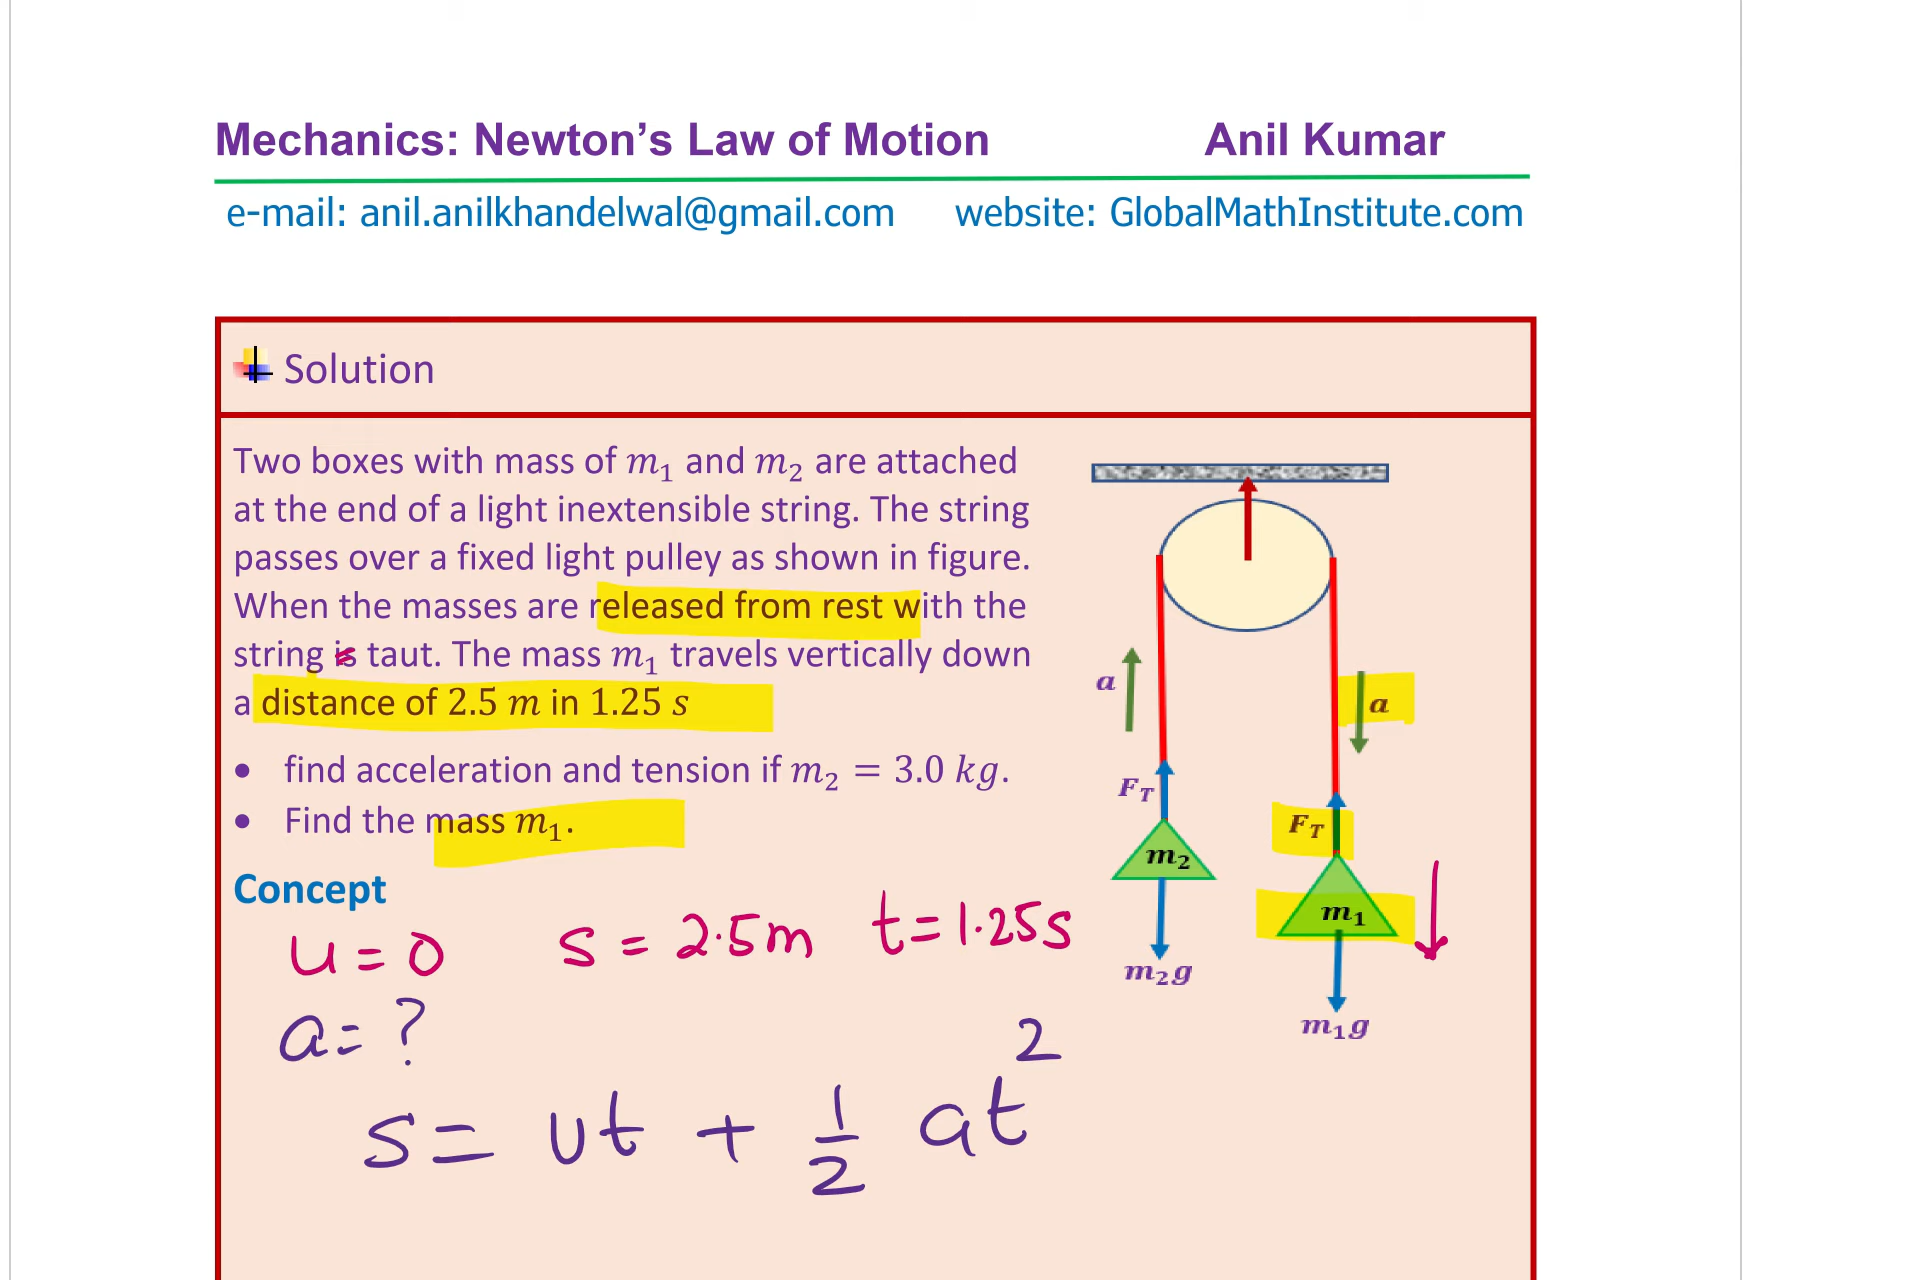 Mechanics: Newton's Law of Motion Anil Kumar
e-mail: anil.anilkhandelwal@gmail.com website: GlobalMathInstitute.com
Solution
Two boxes with mass of m₁ and m₂ are attached
at the end of a light inextensible string. The string
passes over a fixed light pulley as shown in figure.
When the masses are released from rest with the
string is taut. The mass m₁ travels vertically down
a distance of 2.5 m in 1.25 s
• find acceleration and tension if m₂ = 3.0 kg.
• Find the mass m₁.
Concept
u = 0 s = 2.5m t = 1.25s
a = ?
s = ut + 1/2 at²
a
a
F_T
F_T
m₂
m₁
m₂g
m₁g